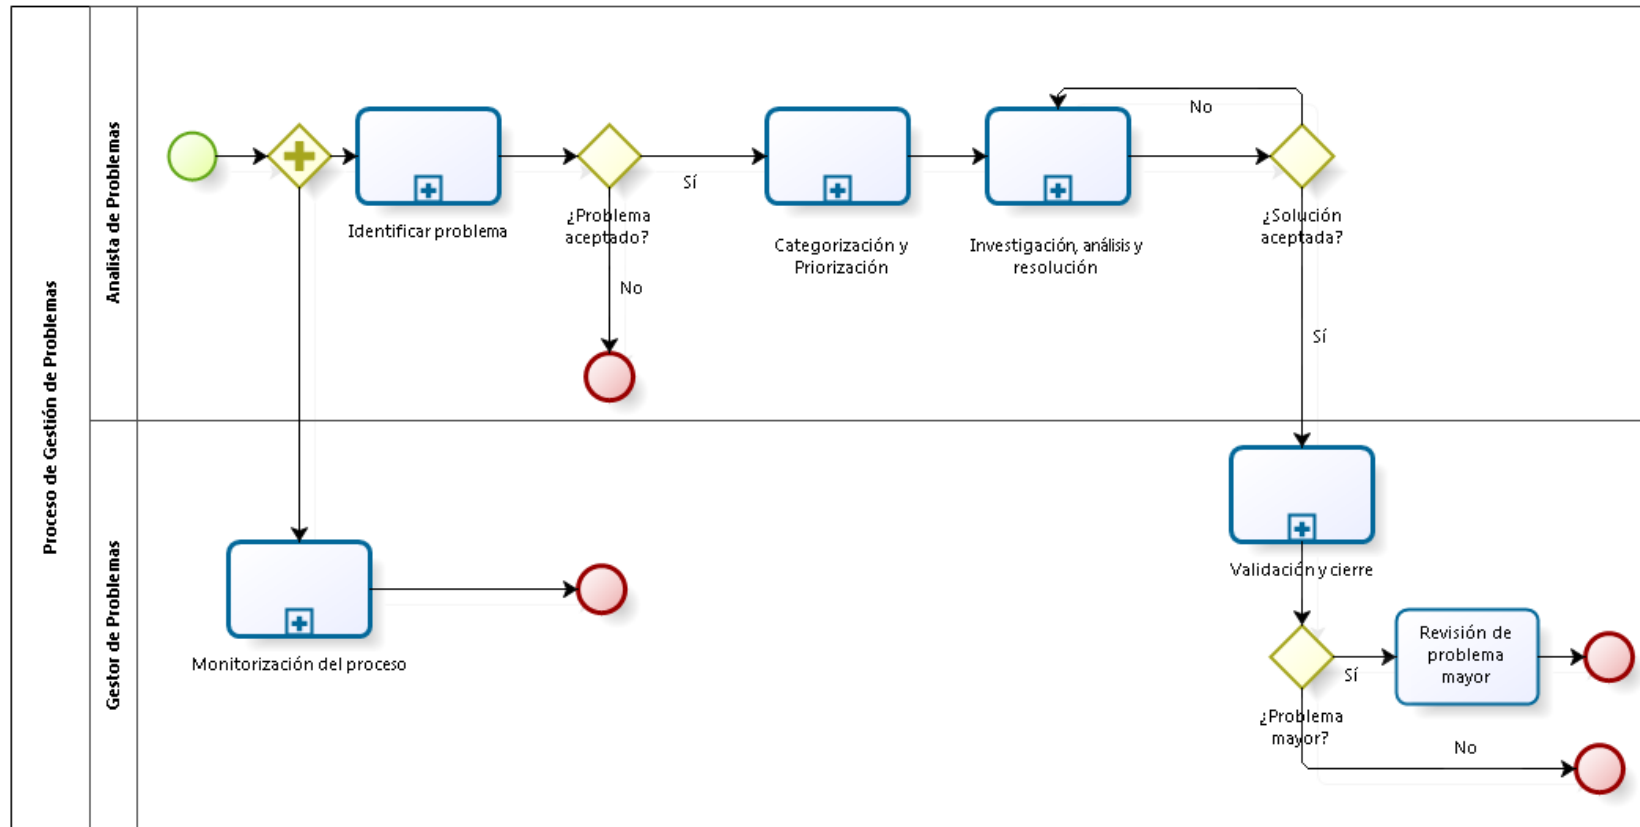 Proceso de Gestión de Problemas
Analista de Problemas
Identificar problema
¿Problema
aceptado?
Sí
No
Categorización y
Priorización
Investigación, análisis y
resolución
No
¿Solución
aceptada?
Sí
Gestor de Problemas
Monitorización del proceso
Validación y cierre
¿Problema
mayor?
Sí
Revisión de
problema
mayor
No